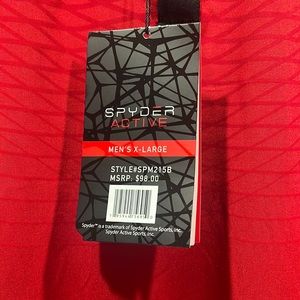 SPYDER
ACTIVE
MEN'S X-LARGE
STYLE#SPM215B
MSRP: $98.00
Spyder™ is a trademark of Spyder Active Sports, Inc.
Spyder Active Sports, Inc.